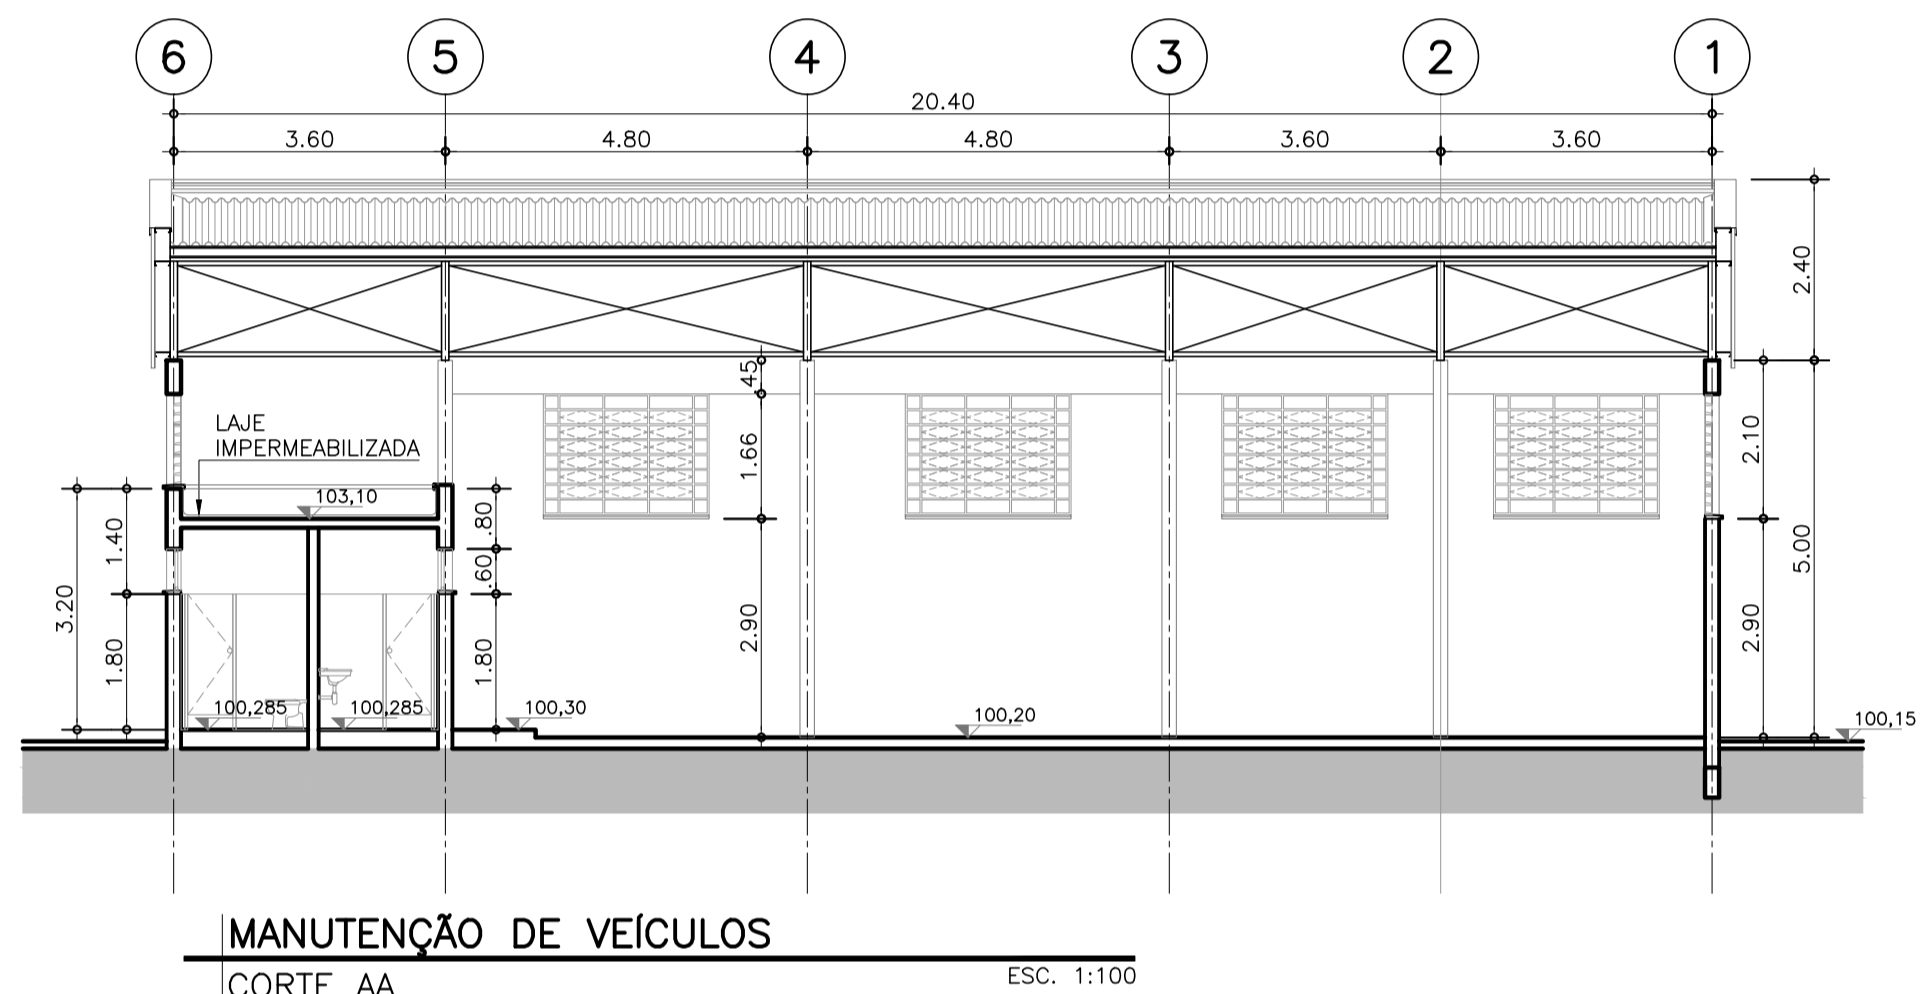 6 5 4 3 2 1
20.40
3.60 4.80 4.80 3.60 3.60
2.40
.45
LAJE
IMPERMEABILIZADA
1.66
2.10
103,10
1.40
.80
.60
5.00
3.20
1.80
1.80
2.90
2.90
100,285 100,285 100,30
100,20
100,15
MANUTENÇÃO DE VEÍCULOS
CORTE AA
ESC. 1:100